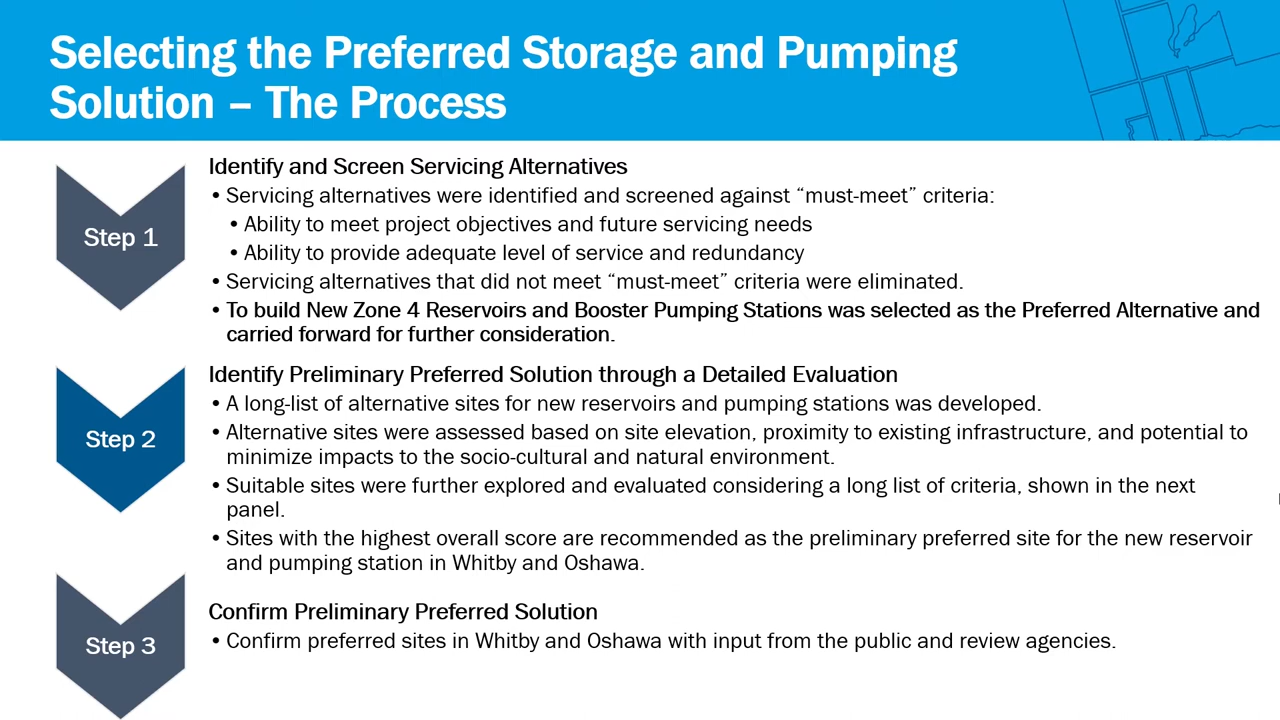 Selecting the Preferred Storage and Pumping
Solution – The Process
Step 1
Identify and Screen Servicing Alternatives
• Servicing alternatives were identified and screened against “must-meet” criteria:
• Ability to meet project objectives and future servicing needs
• Ability to provide adequate level of service and redundancy
• Servicing alternatives that did not meet “must-meet” criteria were eliminated.
• To build New Zone 4 Reservoirs and Booster Pumping Stations was selected as the Preferred Alternative and
carried forward for further consideration.
Step 2
Identify Preliminary Preferred Solution through a Detailed Evaluation
• A long-list of alternative sites for new reservoirs and pumping stations was developed.
• Alternative sites were assessed based on site elevation, proximity to existing infrastructure, and potential to
minimize impacts to the socio-cultural and natural environment.
• Suitable sites were further explored and evaluated considering a long list of criteria, shown in the next
panel.
• Sites with the highest overall score are recommended as the preliminary preferred site for the new reservoir
and pumping station in Whitby and Oshawa.
Step 3
Confirm Preliminary Preferred Solution
• Confirm preferred sites in Whitby and Oshawa with input from the public and review agencies.